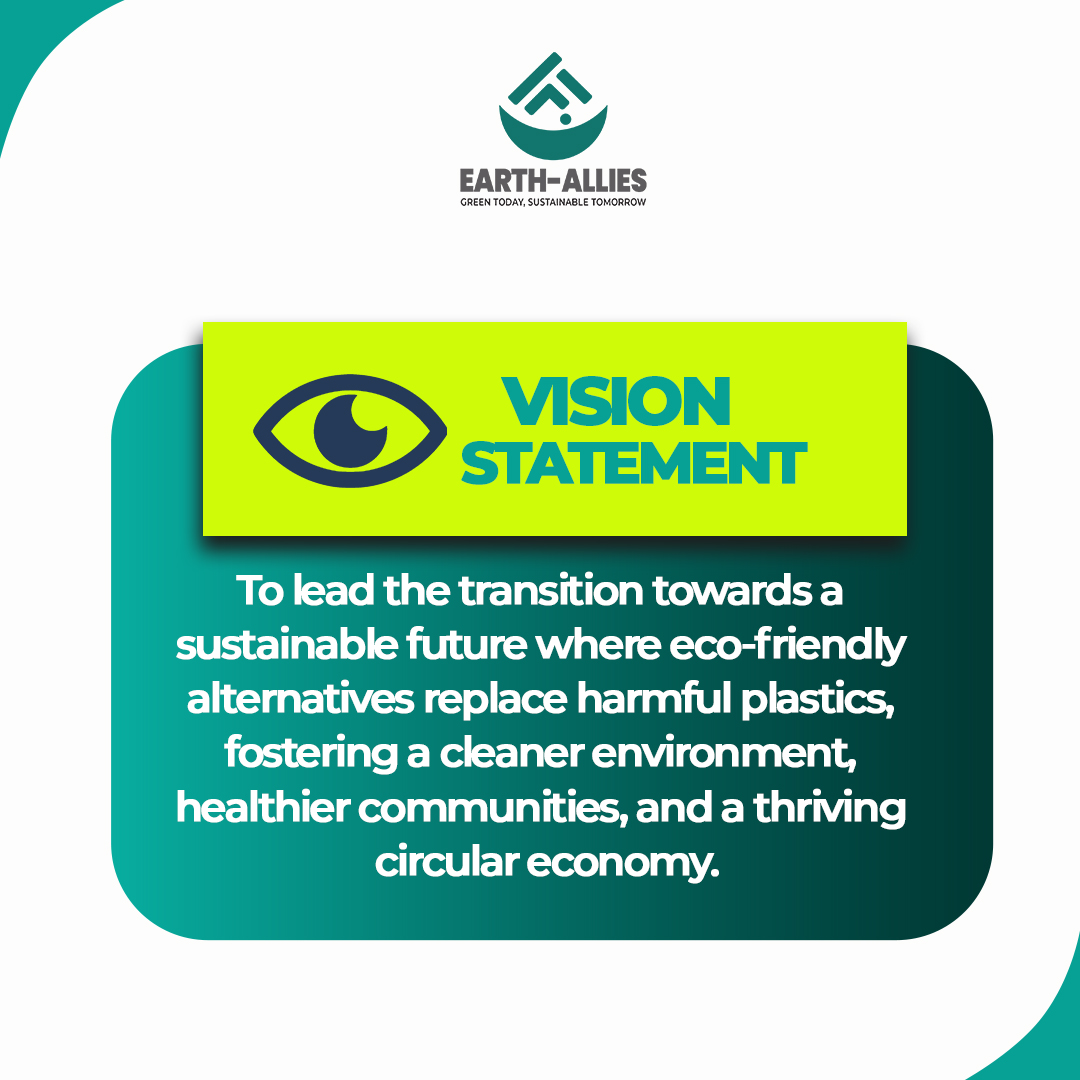 EARTH-ALLIES
GREEN TODAY, SUSTAINABLE TOMORROW
VISION
STATEMENT
To lead the transition towards a
sustainable future where eco-friendly
alternatives replace harmful plastics,
fostering a cleaner environment,
healthier communities, and a thriving
circular economy.